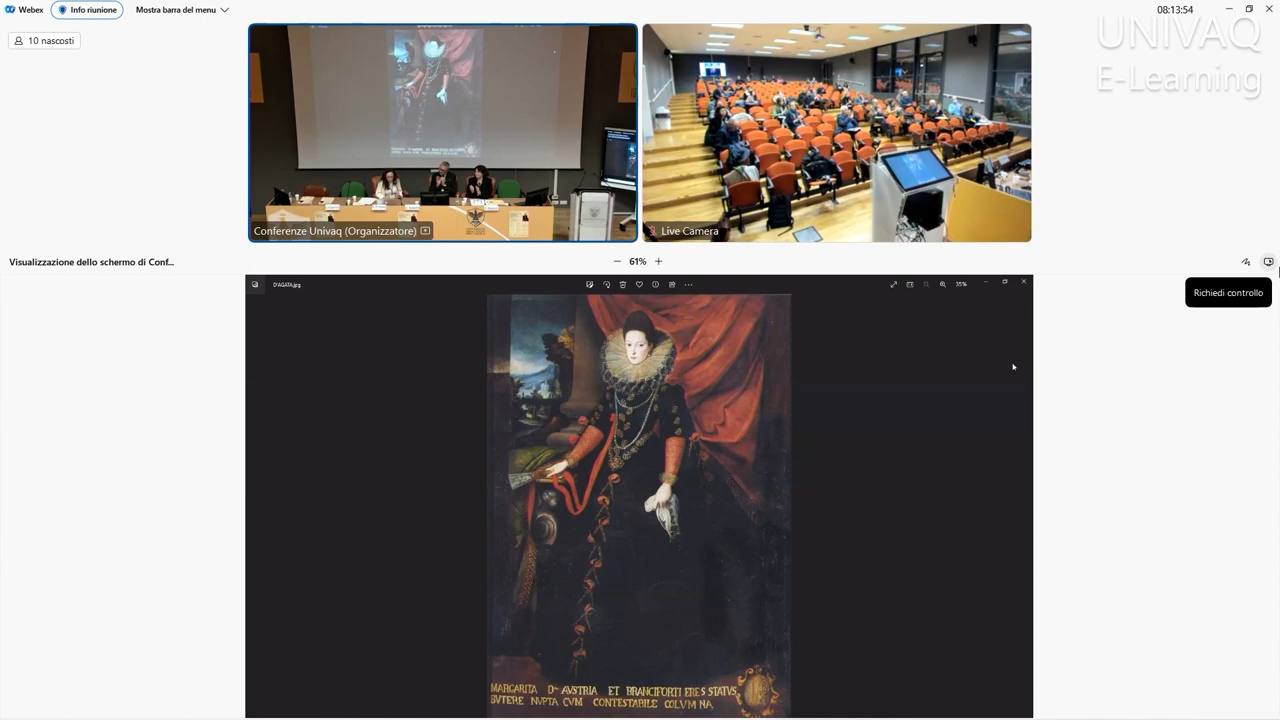 Webex
Info riunione
Mostra barra del menu
08:13:54
10 nascosti
UNIVAQ
E-Learning
Conferenze Univaq (Organizzatore)
Live Camera
Visualizzazione dello schermo di Conf...
61%
Richiedi controllo
D'AGATA.jpg
35%
MARGARITA D AVSTRIA ET BRANCIFORTI ERES STATVS
BVTERE NVPTA CVM CONTESTABILE COLVMNA